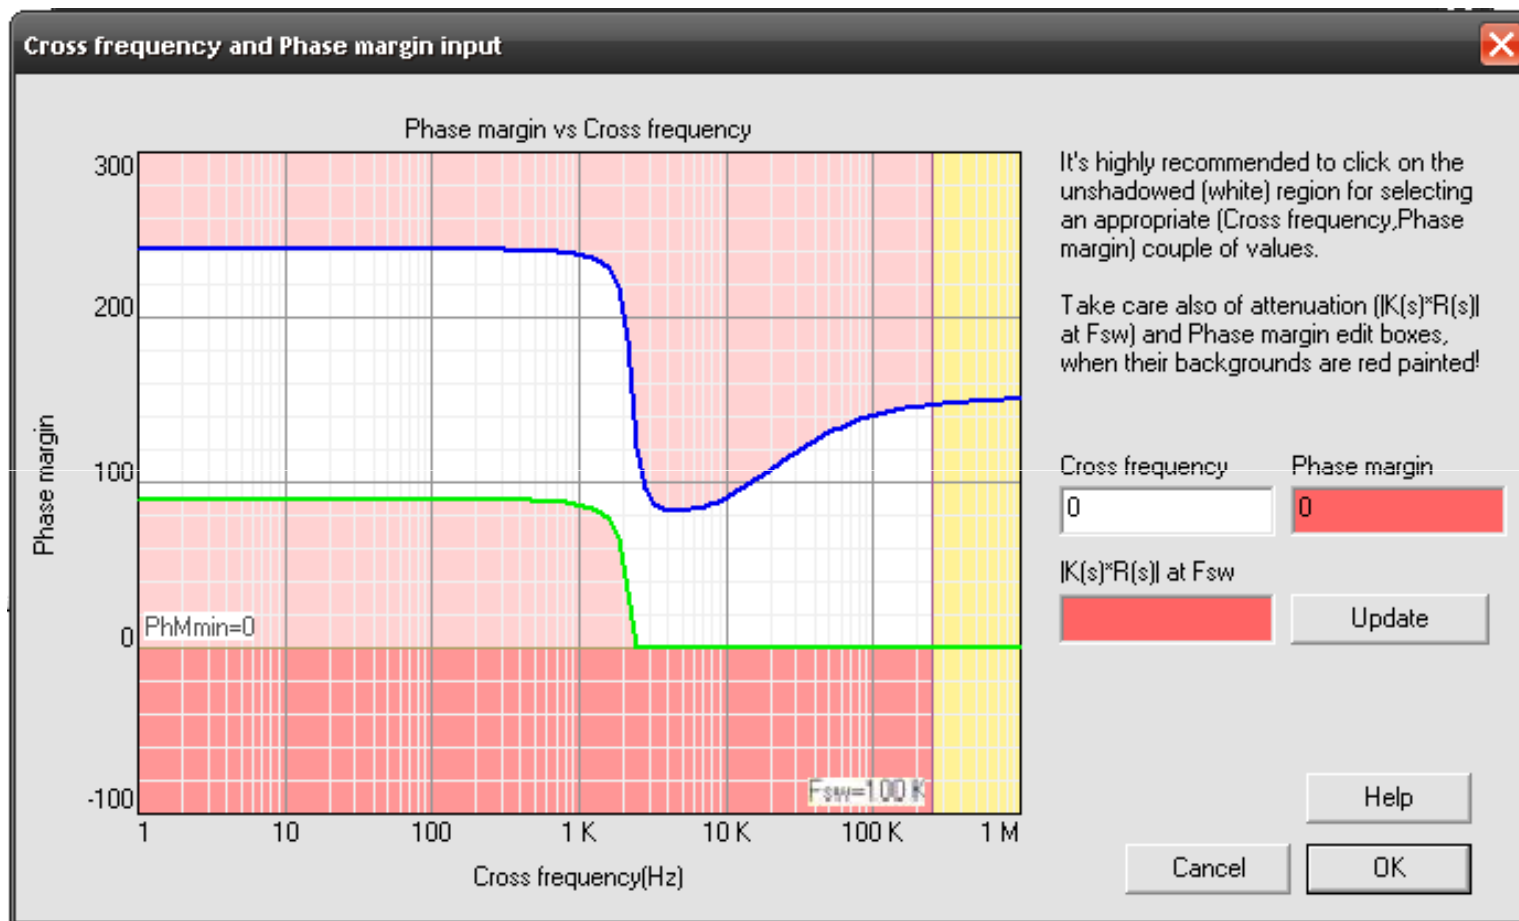 Cross frequency and Phase margin input
Phase margin vs Cross frequency
300
200
100
0
-100
Phase margin
PhMmin=0
Fsw=100 K
1
10
100
1 K
10 K
100 K
1 M
Cross frequency(Hz)
It's highly recommended to click on the
unshadowed (white) region for selecting
an appropriate (Cross frequency,Phase
margin) couple of values.
Take care also of attenuation (|K(s)*R(s)|
at Fsw) and Phase margin edit boxes,
when their backgrounds are red painted!
Cross frequency
Phase margin
0
0
|K(s)*R(s)| at Fsw
Update
Help
Cancel
OK